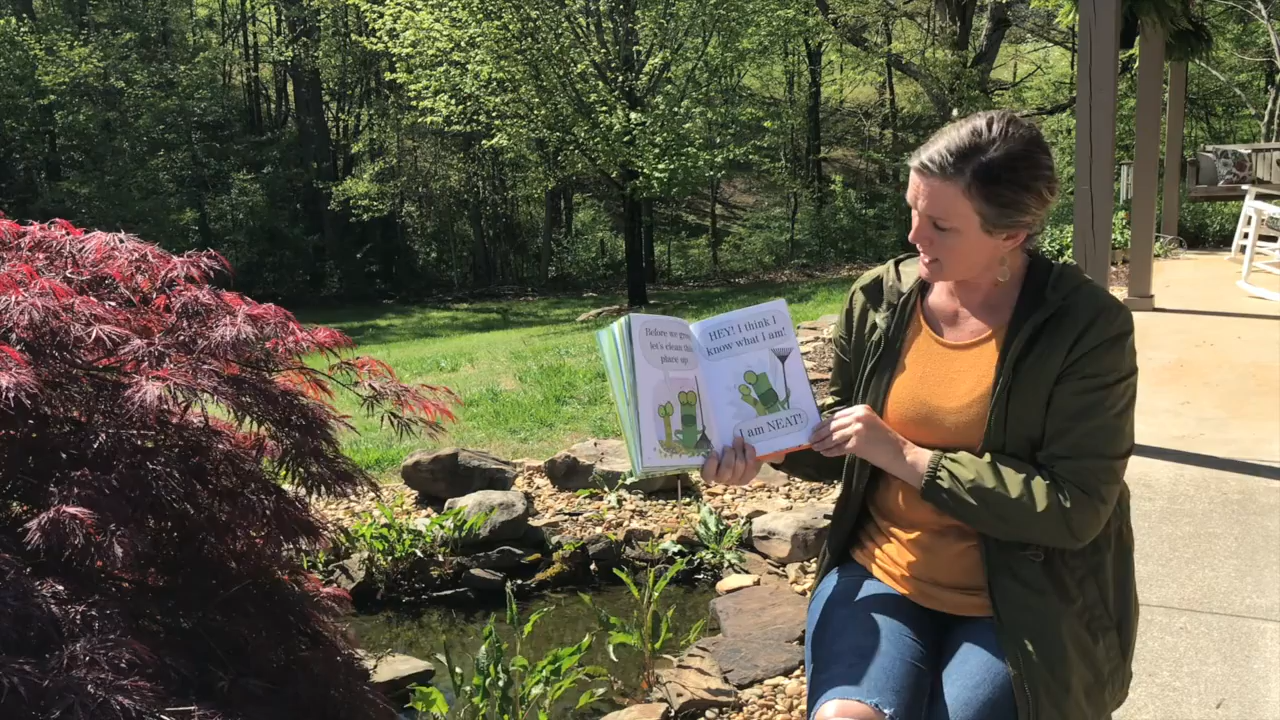 Before we go
let's clean this
place up
HEY! I think I
know what I am!
I am NEAT!